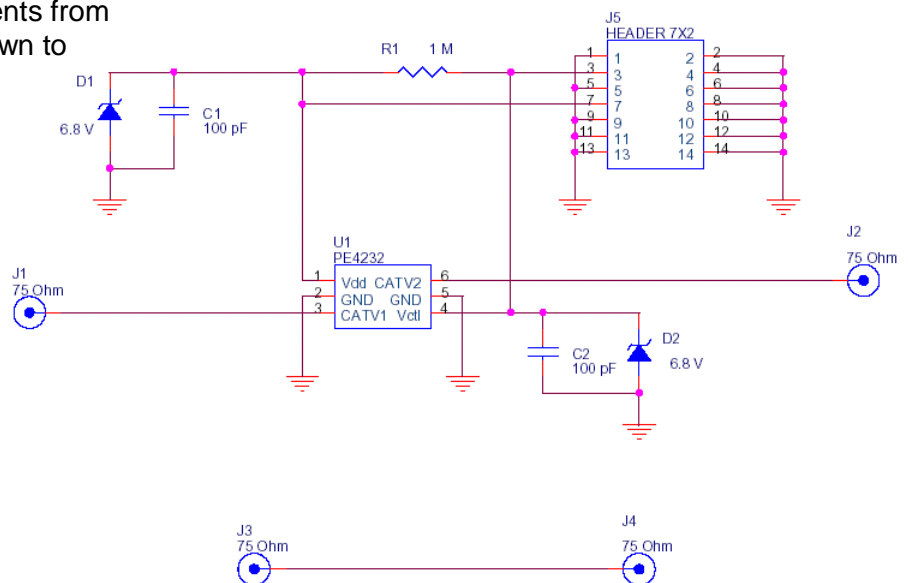 ents from
wn to
D1
6.8 V
C1
100 pF
R1 1 M
J5
HEADER 7X2
1 1 2 2
3 3 4 4
5 5 6 6
7 7 8 8
9 9 10 10
11 11 12 12
13 13 14 14
U1
PE4232
1 Vdd CATV2 6
2 GND GND 5
3 CATV1 Vctl 4
J1
75 Ohm
J2
75 Ohm
C2
100 pF
D2
6.8 V
J3
75 Ohm
J4
75 Ohm